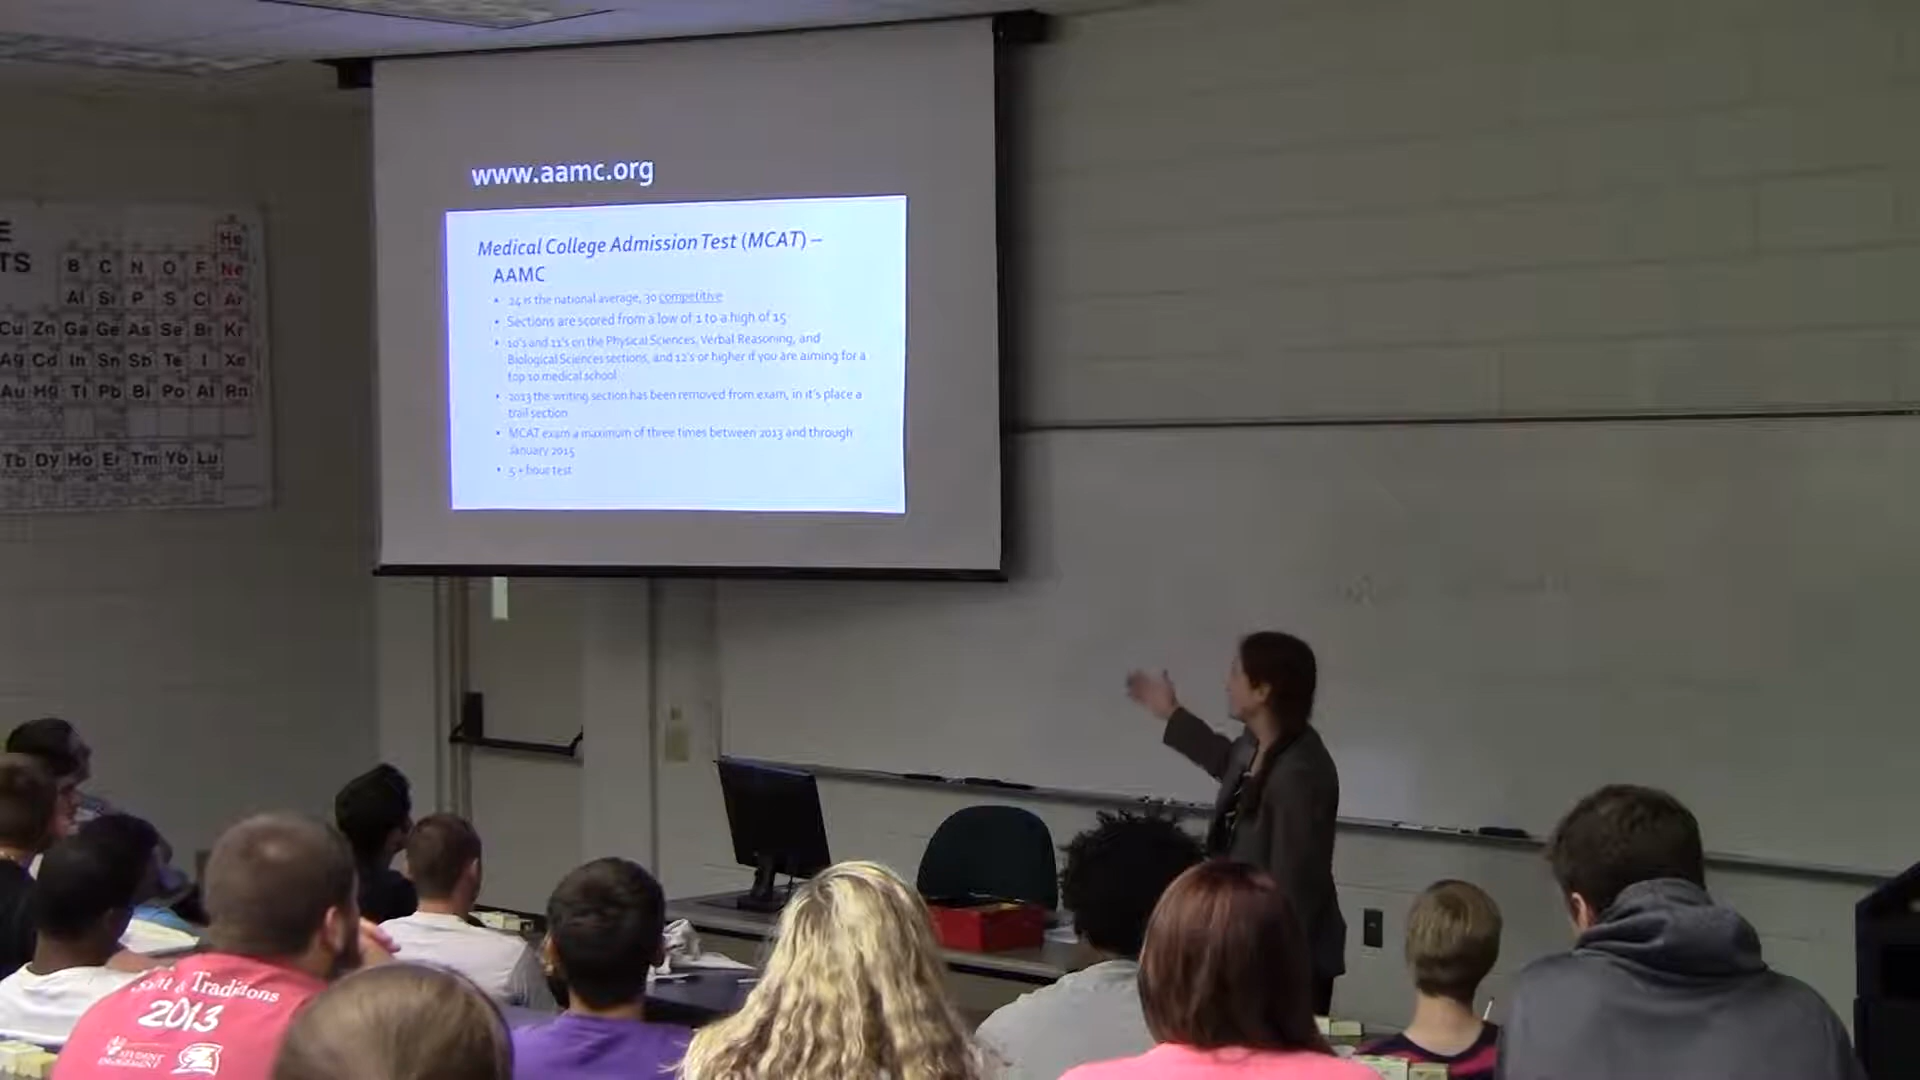 www.aamc.org
Medical College Admission Test (MCAT) –
AAMC
• 24 is the national average, 30 competitive
• Sections are scored from a low of 1 to a high of 15
• 10's and 11's on the Physical Sciences, Verbal Reasoning, and
Biological Sciences sections, and 12's or higher if you are aiming for a
top 10 medical school
• 2013 the writing section has been removed from exam, in it's place a
trail section
• MCAT exam a maximum of three times between 2013 and through
January 2015
• 5 + hour test
E
TS
He
B C N O F Ne
Al Si P S Cl Ar
Cu Zn Ga Ge As Se Br Kr
Ag Cd In Sn Sb Te I Xe
Au Hg Tl Pb Bi Po At Rn
Tb Dy Ho Er Tm Yb Lu
& Traditions
2013
STUDENT
ENGAGEMENT